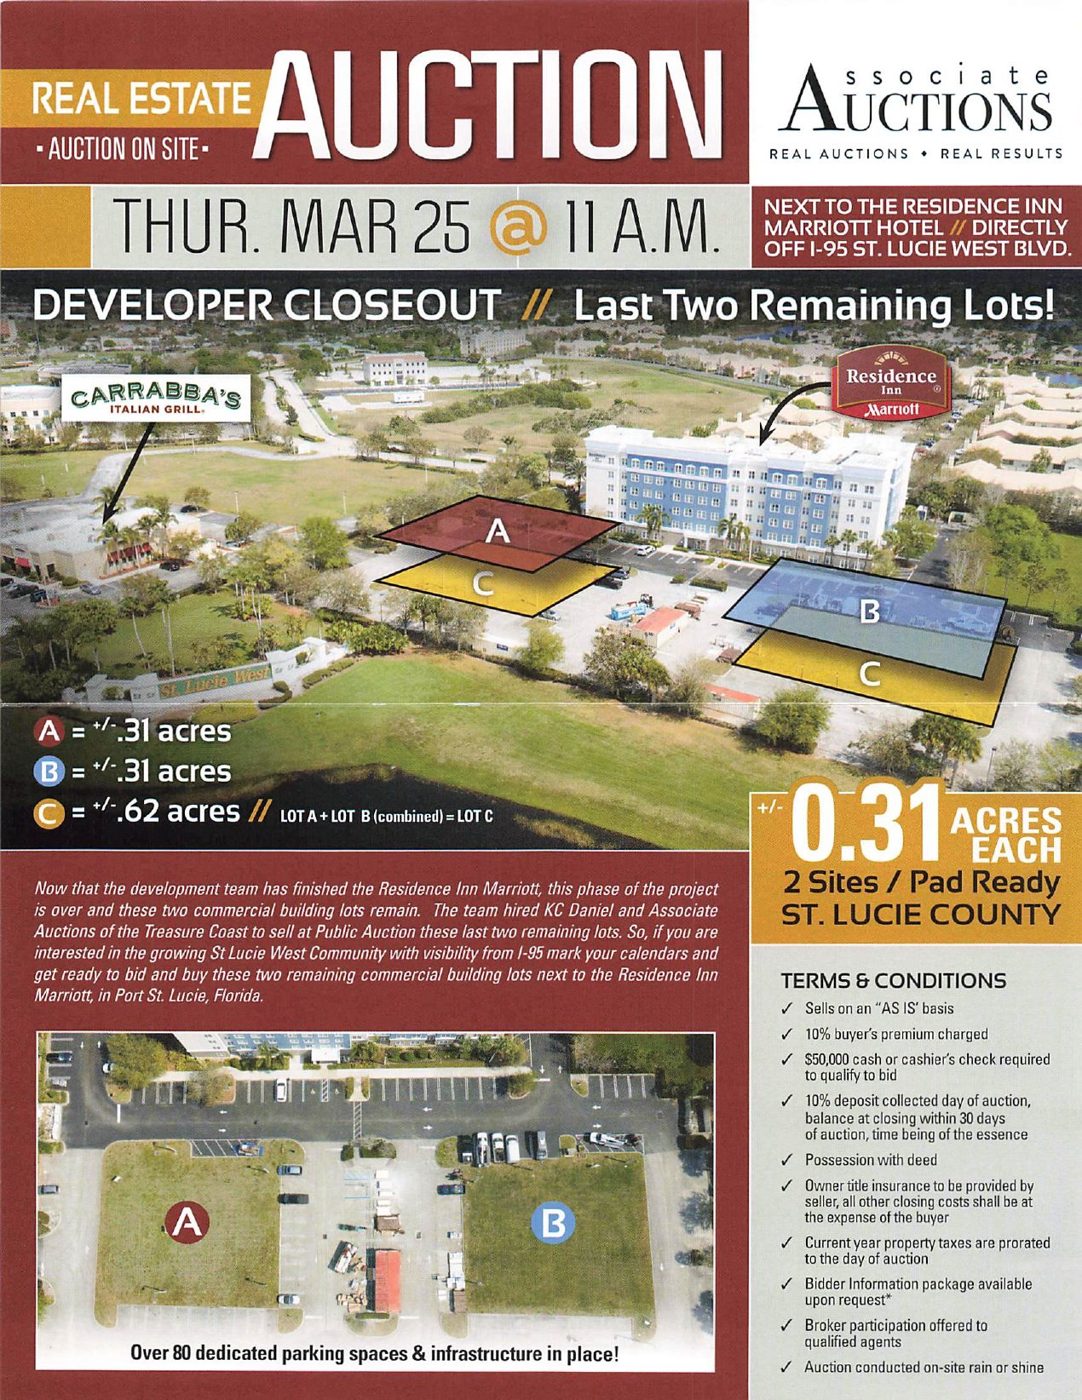 REAL ESTATE
AUCTION
▪ AUCTION ON SITE ▪
Associate
AUCTIONS
REAL AUCTIONS • REAL RESULTS
THUR. MAR 25 @ 11 A.M.
NEXT TO THE RESIDENCE INN
MARRIOTT HOTEL // DIRECTLY
OFF I-95 ST. LUCIE WEST BLVD.
DEVELOPER CLOSEOUT // Last Two Remaining Lots!
CARRABBA'S
ITALIAN GRILL®
Residence
Inn®
Marriott
A
C
B
C
St. Lucie West
A = +/-.31 acres
B = +/-.31 acres
C = +/-.62 acres // LOT A + LOT B (combined) = LOT C
+/- 0.31 ACRES
EACH
2 Sites / Pad Ready
ST. LUCIE COUNTY
Now that the development team has finished the Residence Inn Marriott, this phase of the project
is over and these two commercial building lots remain. The team hired KC Daniel and Associate
Auctions of the Treasure Coast to sell at Public Auction these last two remaining lots. So, if you are
interested in the growing St Lucie West Community with visibility from I-95 mark your calendars and
get ready to bid and buy these two remaining commercial building lots next to the Residence Inn
Marriott, in Port St. Lucie, Florida.
A
B
Over 80 dedicated parking spaces & infrastructure in place!
TERMS & CONDITIONS
✓ Sells on an "AS IS' basis
✓ 10% buyer's premium charged
✓ $50,000 cash or cashier's check required
to qualify to bid
✓ 10% deposit collected day of auction,
balance at closing within 30 days
of auction, time being of the essence
✓ Possession with deed
✓ Owner title insurance to be provided by
seller, all other closing costs shall be at
the expense of the buyer
✓ Current year property taxes are prorated
to the day of auction
✓ Bidder Information package available
upon request*
✓ Broker participation offered to
qualified agents
✓ Auction conducted on-site rain or shine